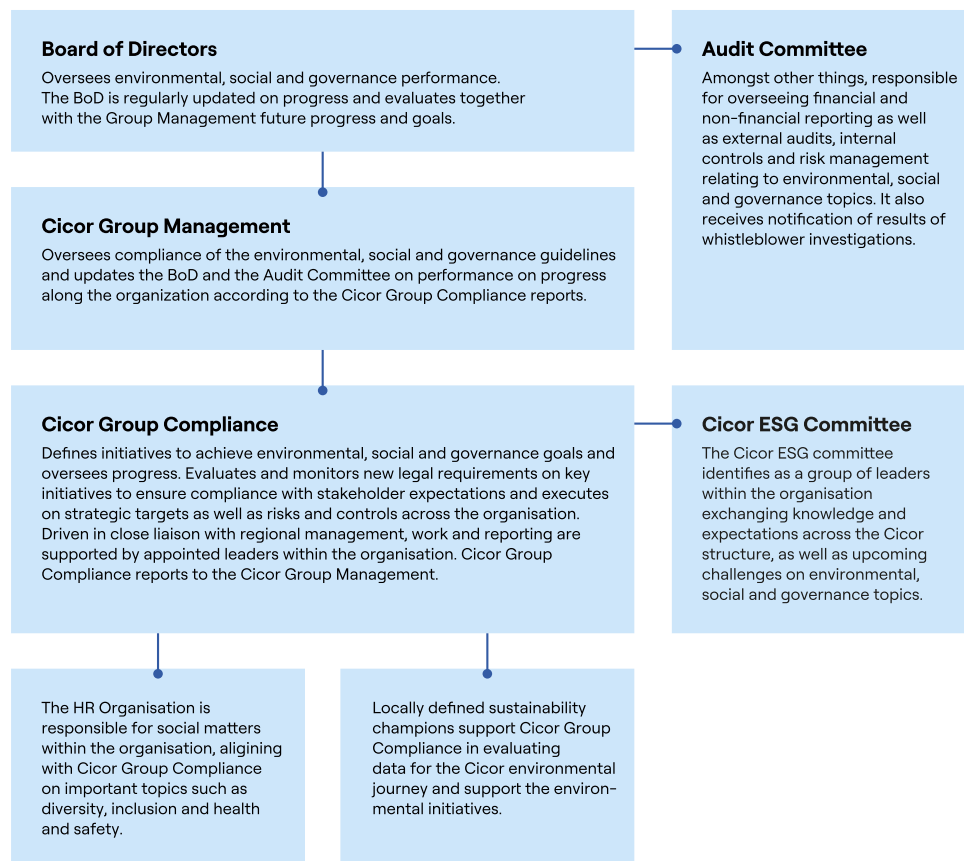 Board of Directors
Oversees environmental, social and governance performance.
The BoD is regularly updated on progress and evaluates together
with the Group Management future progress and goals.
Audit Committee
Amongst other things, responsible
for overseeing financial and
non-financial reporting as well
as external audits, internal
controls and risk management
relating to environmental, social
and governance topics. It also
receives notification of results of
whistleblower investigations.
Cicor Group Management
Oversees compliance of the environmental, social and governance guidelines
and updates the BoD and the Audit Committee on performance on progress
along the organization according to the Cicor Group Compliance reports.
Cicor Group Compliance
Defines initiatives to achieve environmental, social and governance goals and
oversees progress. Evaluates and monitors new legal requirements on key
initiatives to ensure compliance with stakeholder expectations and executes
on strategic targets as well as risks and controls across the organisation.
Driven in close liaison with regional management, work and reporting are
supported by appointed leaders within the organisation. Cicor Group
Compliance reports to the Cicor Group Management.
Cicor ESG Committee
The Cicor ESG committee
identifies as a group of leaders
within the organisation
exchanging knowledge and
expectations across the Cicor
structure, as well as upcoming
challenges on environmental,
social and governance topics.
The HR Organisation is
responsible for social matters
within the organisation, aligining
with Cicor Group Compliance
on important topics such as
diversity, inclusion and health
and safety.
Locally defined sustainability
champions support Cicor Group
Compliance in evaluating
data for the Cicor environmental
journey and support the environ-
mental initiatives.